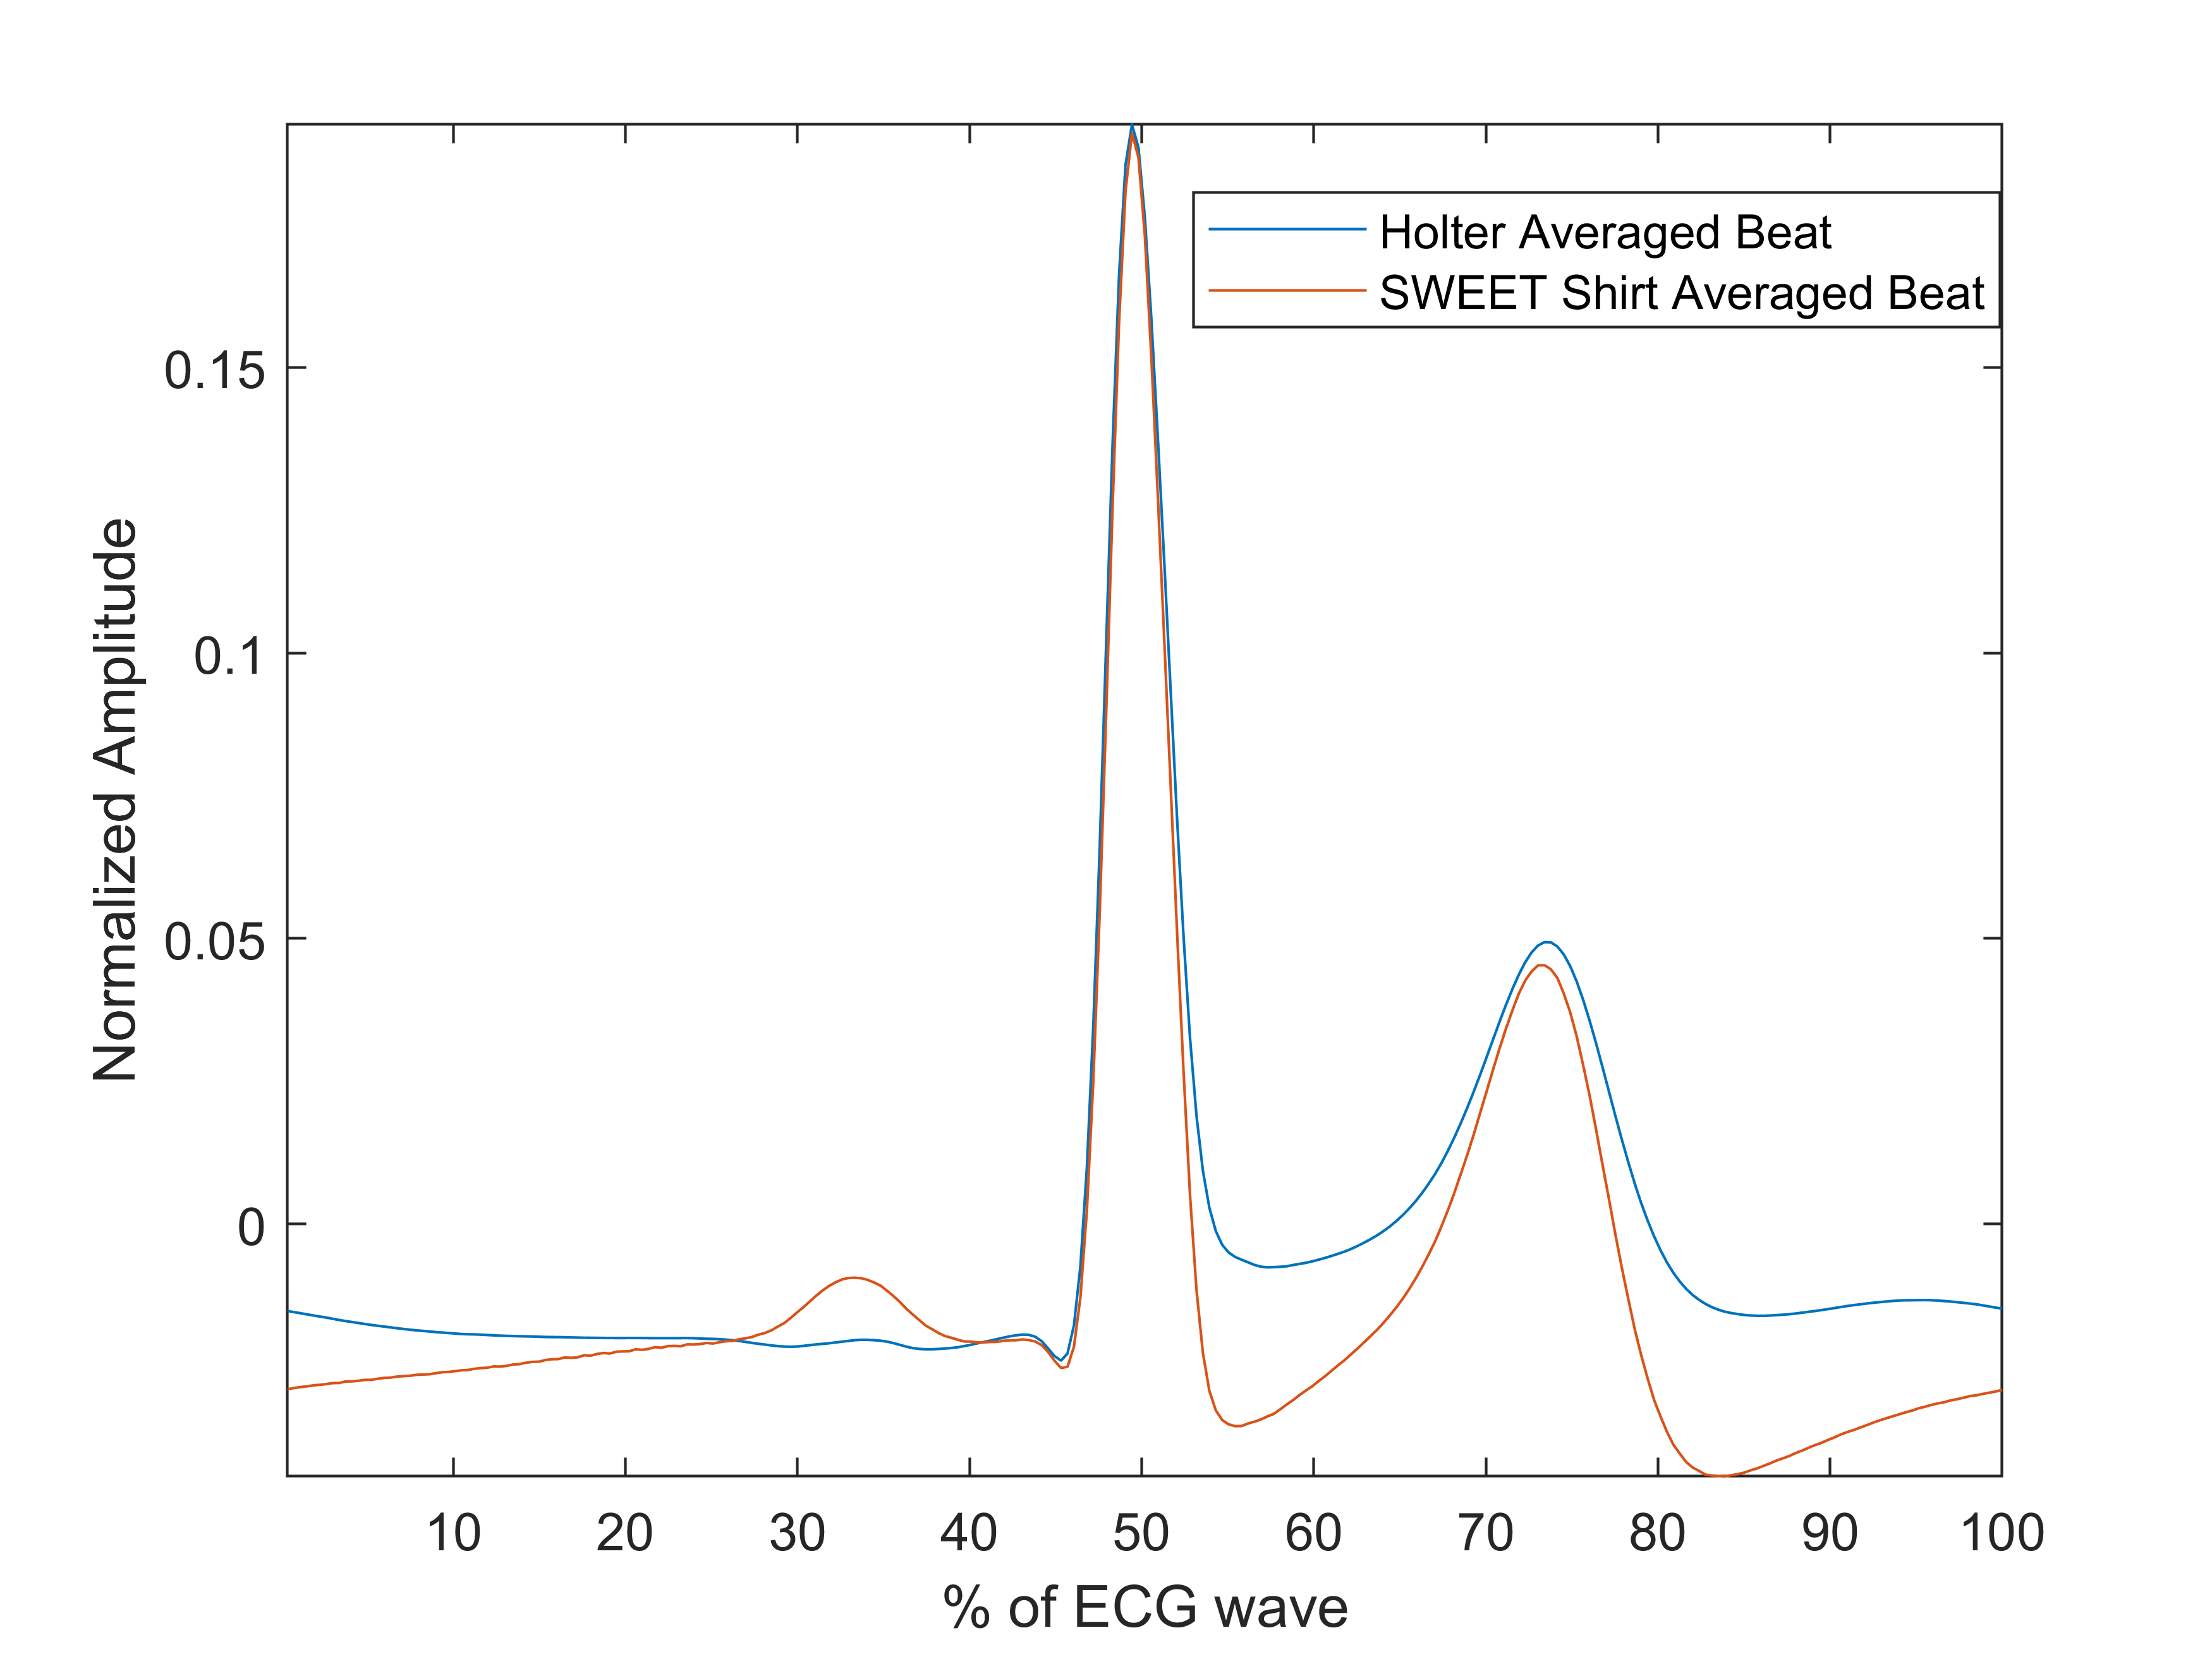 Holter Averaged Beat
SWEET Shirt Averaged Beat
0.15
0.1
0.05
0
Normalized Amplitude
10 20 30 40 50 60 70 80 90 100
% of ECG wave